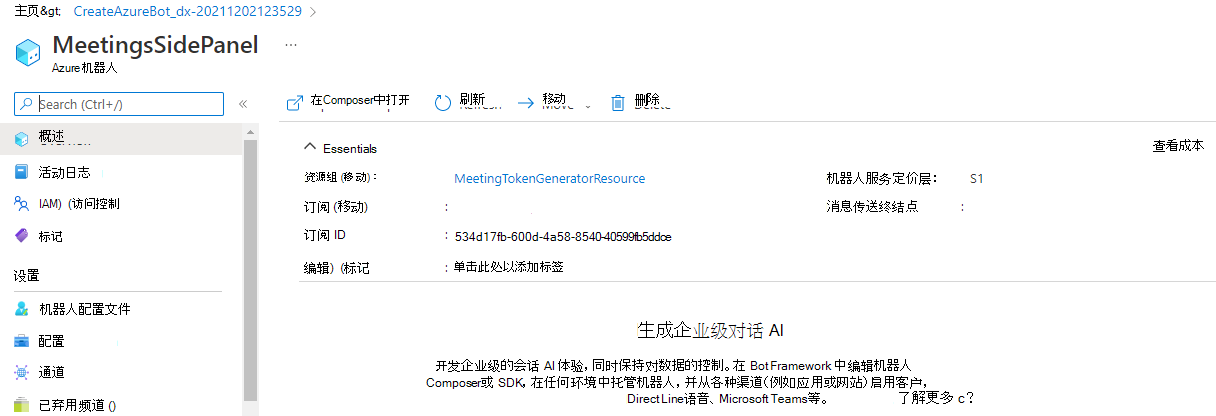 主页&gt; CreateAzureBot_dx-20211202123529 >
MeetingsSidePanel ...
Azure机器人
Search (Ctrl+/) «
在Composer中打开 刷新 移动 删除
概述
Essentials 查看成本
活动日志
资源组 (移动) : MeetingTokenGeneratorResource 机器人服务定价层: S1
IAM) (访问控制
订阅 (移动) : 消息传送终结点 :
标记
订阅 ID : 534d17fb-600d-4a58-8540-40599fb5ddce
编辑) (标记 : 单击此处以添加标签
设置
机器人配置文件
配置
通道
已弃用频道 ()
生成企业级对话 AI
开发企业级的会话 AI 体验, 同时保持对数据的控制。在 Bot Framework 中编辑机器人
Composer或 SDK, 在任何环境中托管机器人, 并从各种渠道(例如应用或网站) 启用客户,
Direct Line语音、Microsoft Teams等。 了解更多 c?